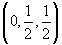 (0, 1/2, 1/2)